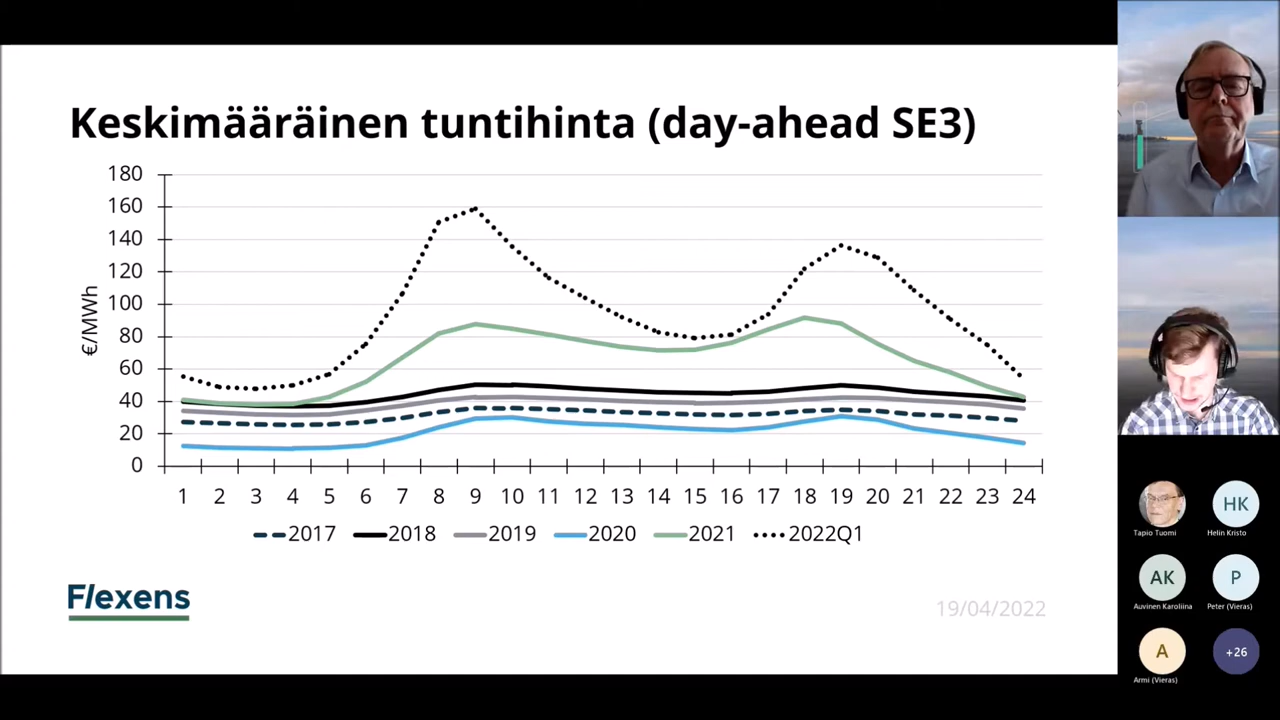 Keskimääräinen tuntihinta (day-ahead SE3)
€/MWh
180
160
140
120
100
80
60
40
20
0
1 2 3 4 5 6 7 8 9 10 11 12 13 14 15 16 17 18 19 20 21 22 23 24
2017 2018 2019 2020 2021 2022Q1
Flexens
19/04/2022
HK
Tapio Tuomi Helin Kristo
AK P
Auvinen Karoliina Peter (Vieras)
A +26
Armi (Vieras)